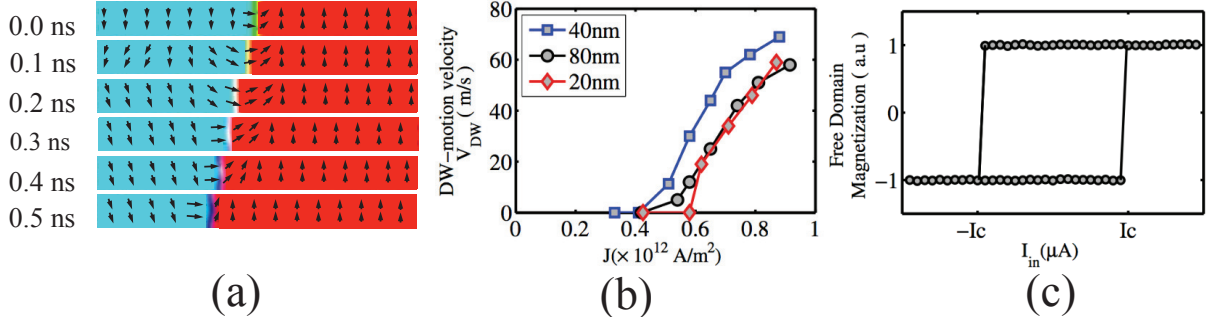 0.0 ns
0.1 ns
0.2 ns
0.3 ns
0.4 ns
0.5 ns
(a)
DW−motion velocity
V_DW ( m/s )
80
60
40
20
0
40nm
80nm
20nm
0 0.2 0.4 0.6 0.8 1
J(× 10^12 A/m^2)
(b)
Free Domain
Magnetization ( a.u )
1
0
−1
−Ic Ic
I_in(μA)
(c)